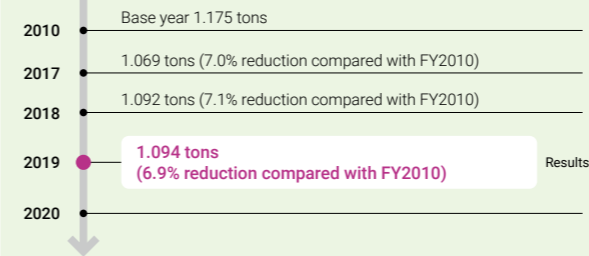 Base year 1.175 tons
2010
1.069 tons (7.0% reduction compared with FY2010)
2017
1.092 tons (7.1% reduction compared with FY2010)
2018
1.094 tons
(6.9% reduction compared with FY2010)
2019
Results
2020